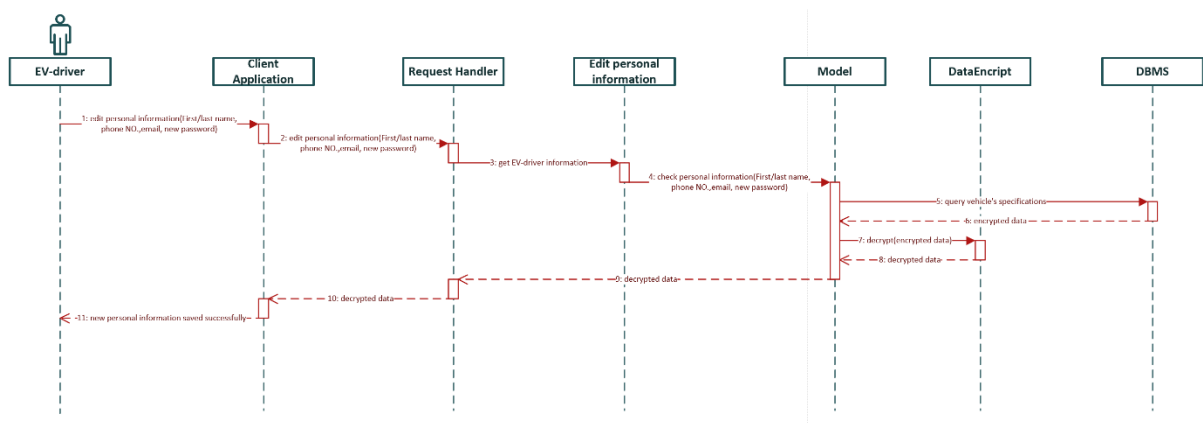 EV-driver
Client
Application
Request Handler
Edit personal
information
Model
DataEncript
DBMS
1: edit personal information(First/last name,
phone NO.,email, new password)
2: edit personal information(First/last name,
phone NO.,email, new password)
3: get EV-driver information
4: check personal information(First/last name,
phone NO.,email, new password)
5: query vehicle's specifications
6: encrypted data
7: decrypt(encrypted data)
8: decrypted data
9: decrypted data
10: decrypted data
11: new personal information saved successfully